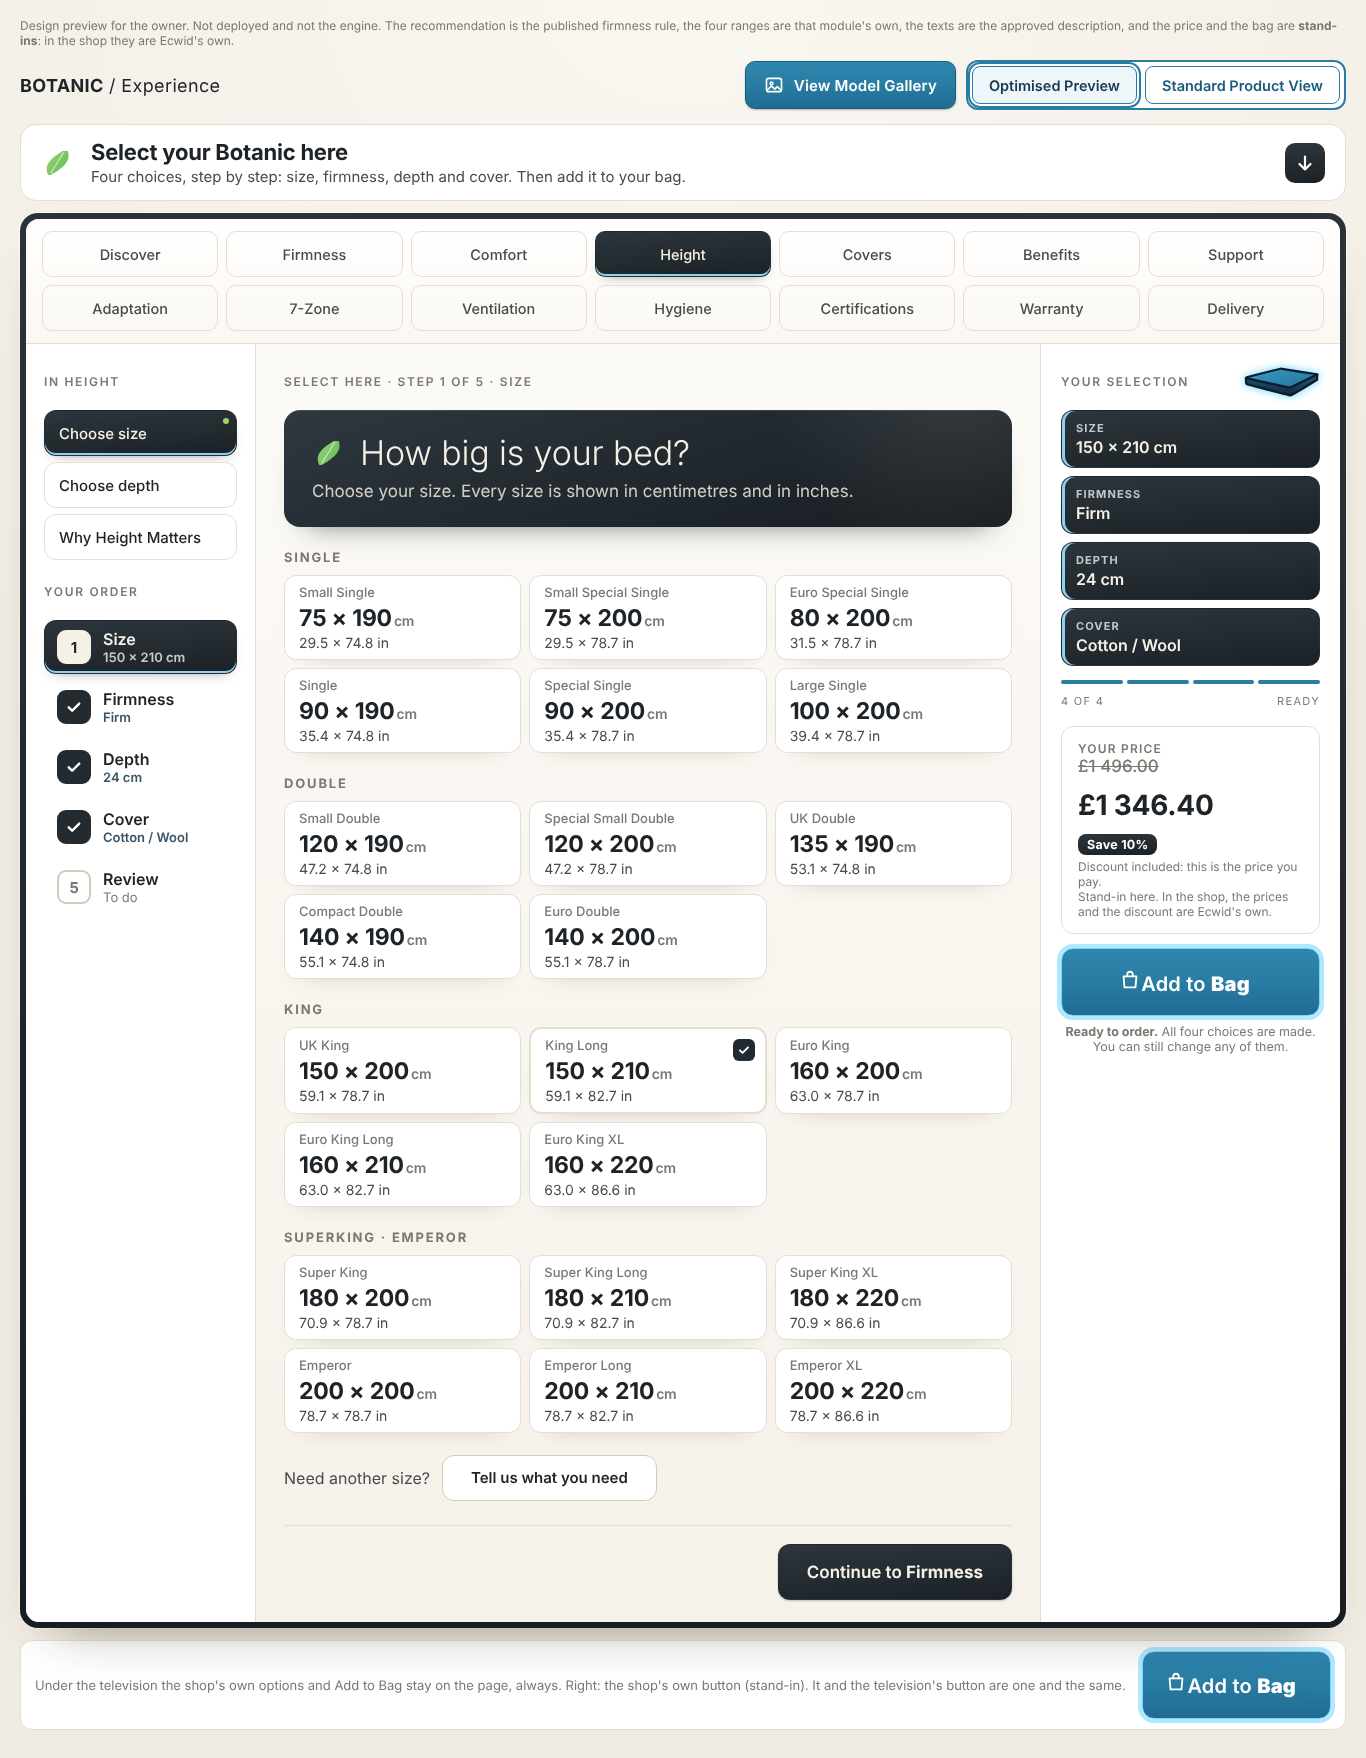 Design preview for the owner. Not deployed and not the engine. The recommendation is the published firmness rule, the four ranges are that module's own, the texts are the approved description, and the price and the bag are stand-
ins: in the shop they are Ecwid's own.
BOTANIC / Experience
View Model Gallery
Optimised Preview
Standard Product View
Select your Botanic here
Four choices, step by step: size, firmness, depth and cover. Then add it to your bag.
Discover
Firmness
Comfort
Height
Covers
Benefits
Support
Adaptation
7-Zone
Ventilation
Hygiene
Certifications
Warranty
Delivery
IN HEIGHT
Choose size
Choose depth
Why Height Matters
YOUR ORDER
1
Size
150 × 210 cm
Firmness
Firm
Depth
24 cm
Cover
Cotton / Wool
5
Review
To do
SELECT HERE · STEP 1 OF 5 · SIZE
How big is your bed?
Choose your size. Every size is shown in centimetres and in inches.
SINGLE
Small Single
75 × 190 cm
29.5 × 74.8 in
Small Special Single
75 × 200 cm
29.5 × 78.7 in
Euro Special Single
80 × 200 cm
31.5 × 78.7 in
Single
90 × 190 cm
35.4 × 74.8 in
Special Single
90 × 200 cm
35.4 × 78.7 in
Large Single
100 × 200 cm
39.4 × 78.7 in
DOUBLE
Small Double
120 × 190 cm
47.2 × 74.8 in
Special Small Double
120 × 200 cm
47.2 × 78.7 in
UK Double
135 × 190 cm
53.1 × 74.8 in
Compact Double
140 × 190 cm
55.1 × 74.8 in
Euro Double
140 × 200 cm
55.1 × 78.7 in
KING
UK King
150 × 200 cm
59.1 × 78.7 in
King Long
150 × 210 cm
59.1 × 82.7 in
Euro King
160 × 200 cm
63.0 × 78.7 in
Euro King Long
160 × 210 cm
63.0 × 82.7 in
Euro King XL
160 × 220 cm
63.0 × 86.6 in
SUPERKING · EMPEROR
Super King
180 × 200 cm
70.9 × 78.7 in
Super King Long
180 × 210 cm
70.9 × 82.7 in
Super King XL
180 × 220 cm
70.9 × 86.6 in
Emperor
200 × 200 cm
78.7 × 78.7 in
Emperor Long
200 × 210 cm
78.7 × 82.7 in
Emperor XL
200 × 220 cm
78.7 × 86.6 in
Need another size?
Tell us what you need
Continue to Firmness
YOUR SELECTION
SIZE
150 × 210 cm
FIRMNESS
Firm
DEPTH
24 cm
COVER
Cotton / Wool
4 OF 4
READY
YOUR PRICE
£1 496.00
£1 346.40
Save 10%
Discount included: this is the price you
pay.
Stand-in here. In the shop, the prices
and the discount are Ecwid's own.
Add to Bag
Ready to order. All four choices are made.
You can still change any of them.
Under the television the shop's own options and Add to Bag stay on the page, always. Right: the shop's own button (stand-in). It and the television's button are one and the same.
Add to Bag